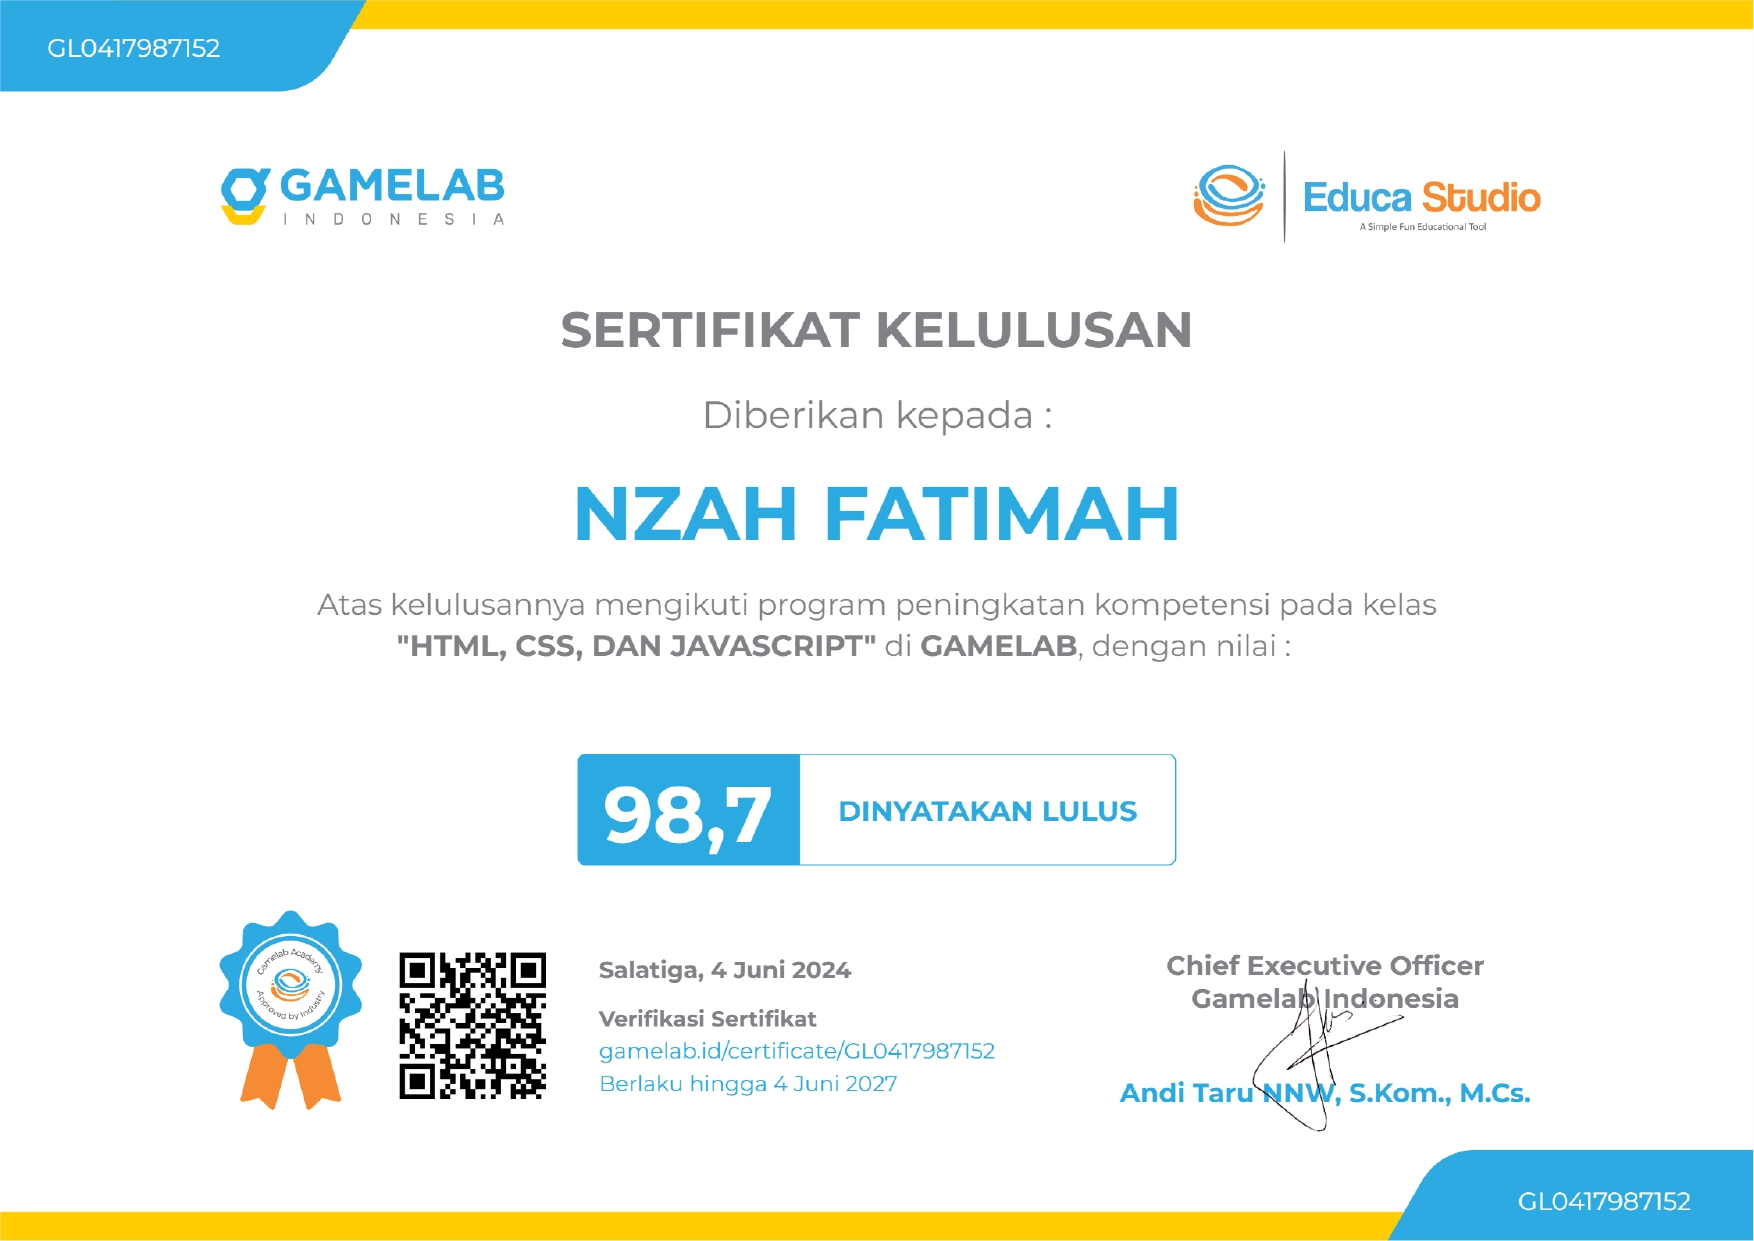 GL0417987152
GAMELAB
INDONESIA
Educa Studio
A Simple Fun Educational Tool
SERTIFIKAT KELULUSAN
Diberikan kepada :
NZAH FATIMAH
Atas kelulusannya mengikuti program peningkatan kompetensi pada kelas
"HTML, CSS, DAN JAVASCRIPT" di GAMELAB, dengan nilai :
98,7
DINYATAKAN LULUS
Gamelab Academy
Approved by Industry
Salatiga, 4 Juni 2024
Verifikasi Sertifikat
gamelab.id/certificate/GL0417987152
Berlaku hingga 4 Juni 2027
Chief Executive Officer
Gamelab Indonesia
Andi Taru NNW, S.Kom., M.Cs.
GL0417987152